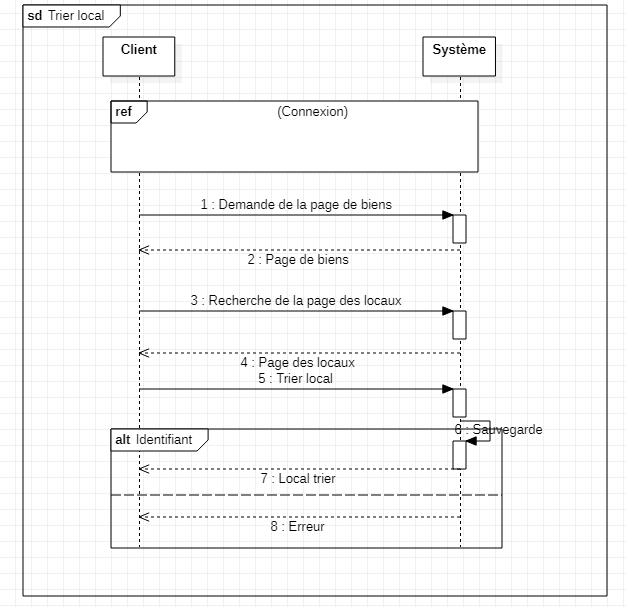 sd Trier local
Client
Système
ref
(Connexion)
1 : Demande de la page de biens
2 : Page de biens
3 : Recherche de la page des locaux
4 : Page des locaux
5 : Trier local
6 : Sauvegarde
alt Identifiant
7 : Local trier
8 : Erreur